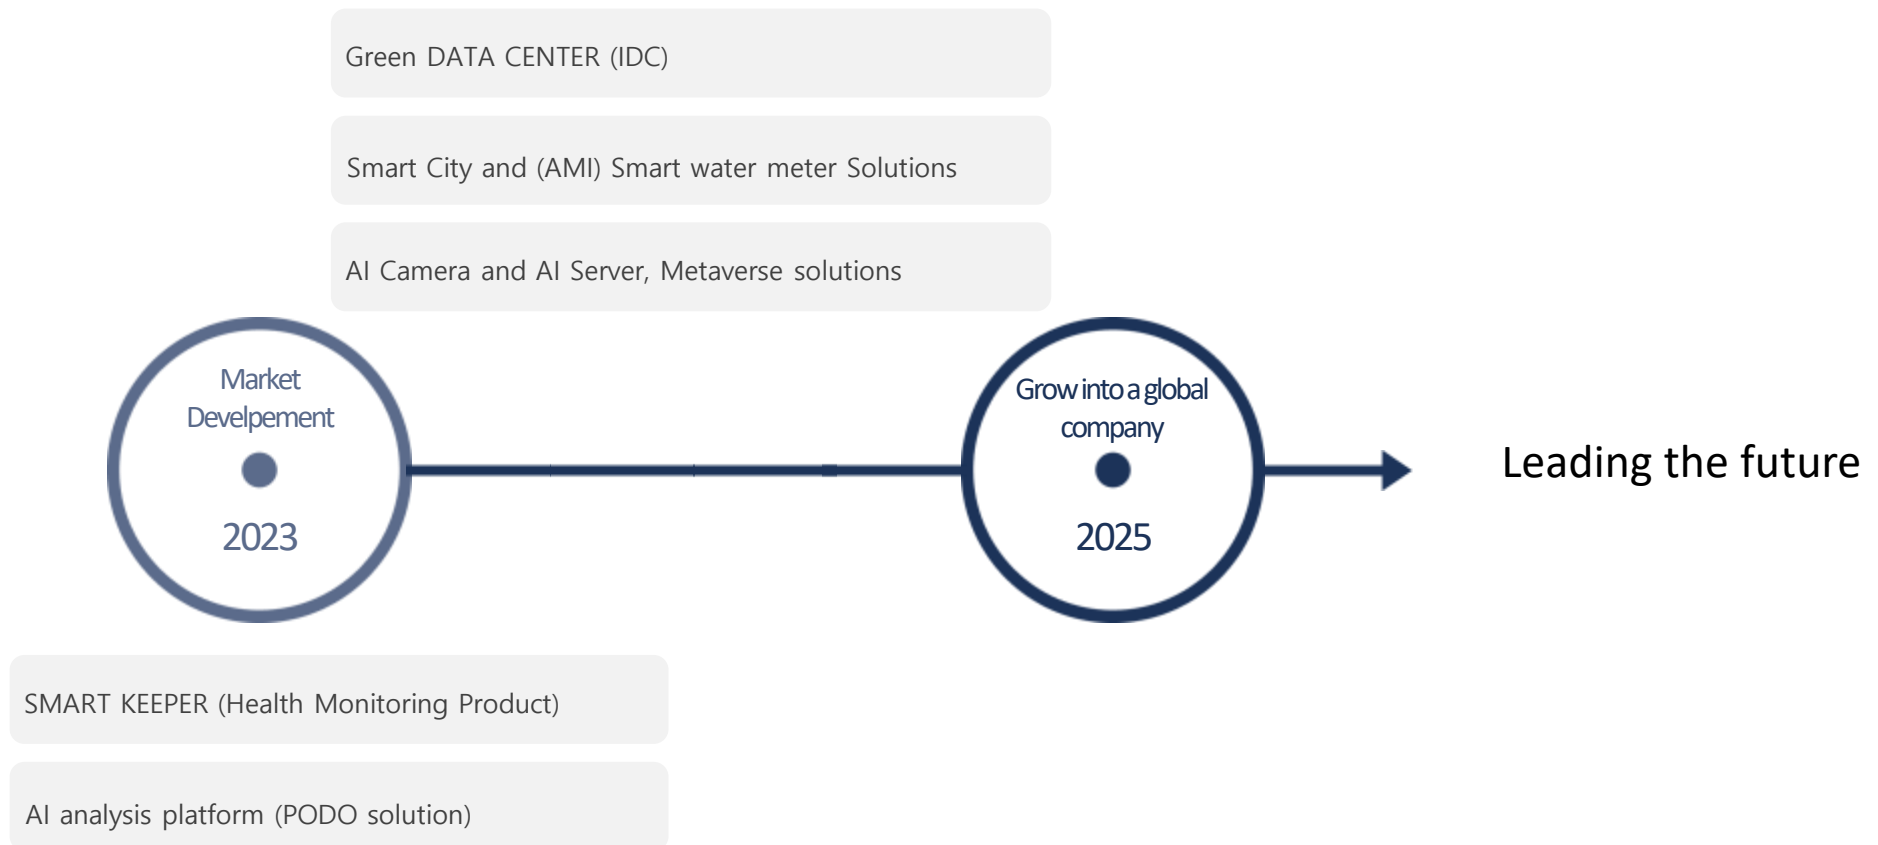 Green DATA CENTER (IDC)
Smart City and (AMI) Smart water meter Solutions
AI Camera and AI Server, Metaverse solutions
Market
Develpement
2023
Grow into a global
company
2025
Leading the future
SMART KEEPER (Health Monitoring Product)
AI analysis platform (PODO solution)